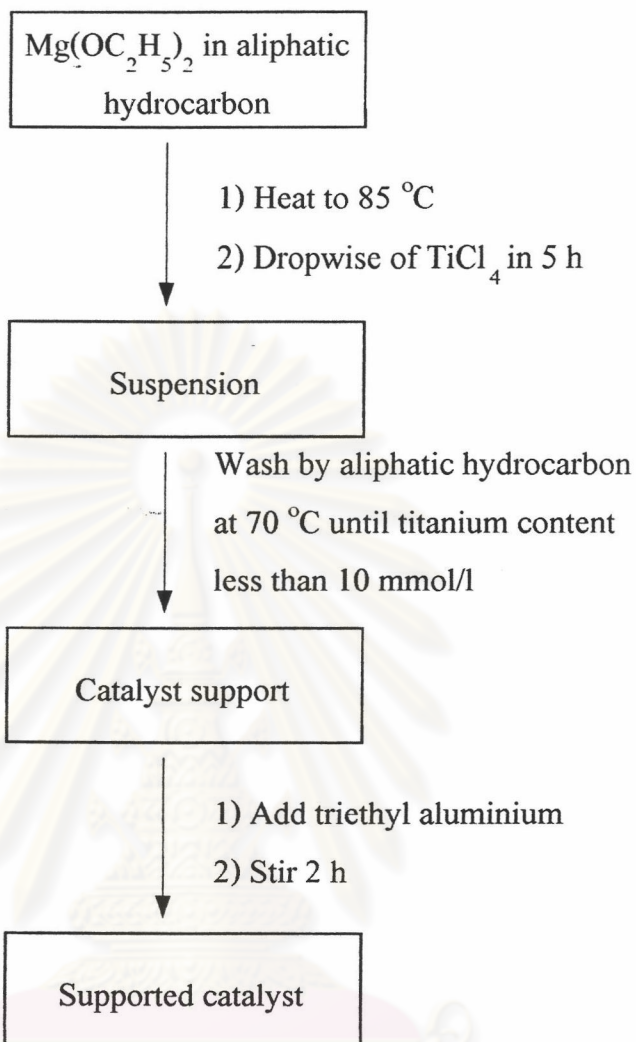 Mg(OC₂H₅)₂ in aliphatic
hydrocarbon
1) Heat to 85 °C
2) Dropwise of TiCl₄ in 5 h
Suspension
Wash by aliphatic hydrocarbon
at 70 °C until titanium content
less than 10 mmol/l
Catalyst support
1) Add triethyl aluminium
2) Stir 2 h
Supported catalyst